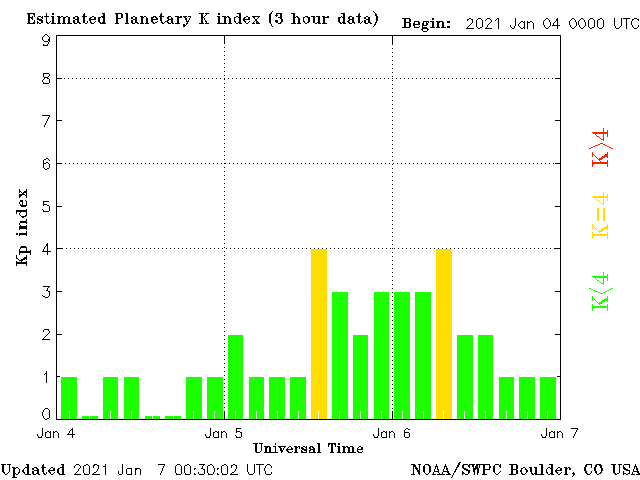 Estimated Planetary K index (3 hour data) Begin: 2021 Jan 04 0000 UTC
9
8
7
6
5
4
3
2
1
0
Kp index
Jan 4 Jan 5 Jan 6 Jan 7
Universal Time
K<4 K=4 K>4
Updated 2021 Jan 7 00:30:02 UTC NOAA/SWPC Boulder, CO USA